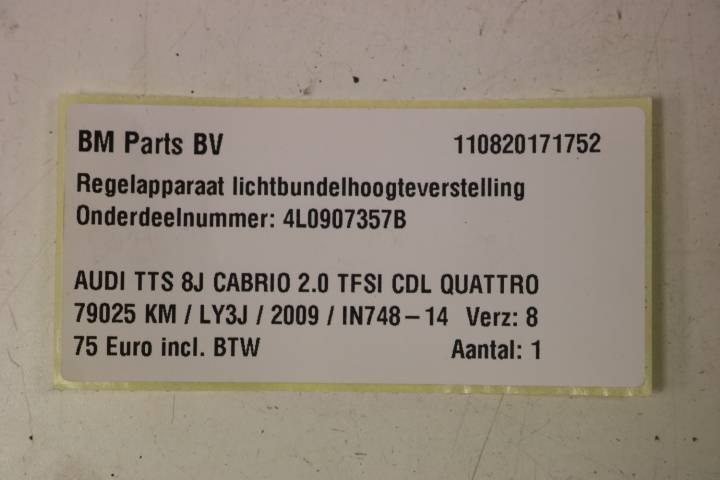 BM Parts BV 110820171752
Regelapparaat lichtbundelhoogteverstelling
Onderdeelnummer: 4L0907357B
AUDI TTS 8J CABRIO 2.0 TFSI CDL QUATTRO
79025 KM / LY3J / 2009 / IN748-14 Verz: 8
75 Euro incl. BTW Aantal: 1